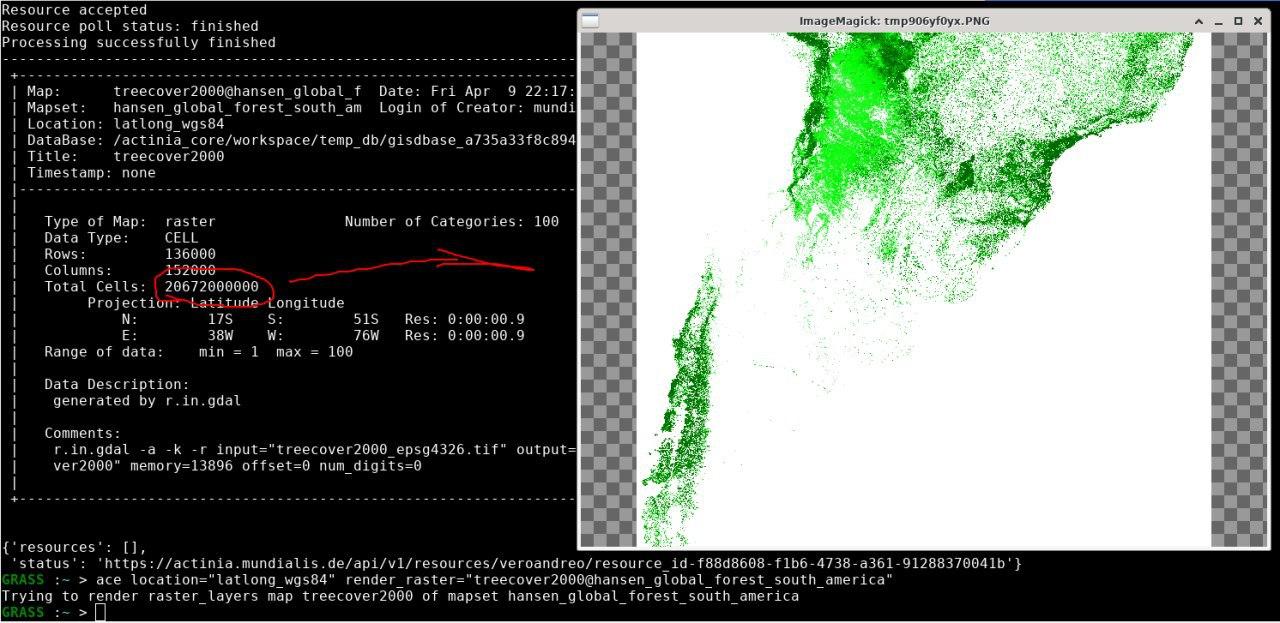 Resource accepted
Resource poll status: finished
Processing successfully finished
ImageMagick: tmp906yf0yx.PNG
| Map:      treecover2000@hansen_global_f  Date: Fri Apr  9 22:17:
| Mapset:   hansen_global_forest_south_am  Login of Creator: mundi
| Location: latlong_wgs84
| DataBase: /actinia_core/workspace/temp_db/gisdbase_a735a33f8c894
| Title:    treecover2000
| Timestamp: none
|   Type of Map:  raster                Number of Categories: 100
|   Data Type:    CELL
|   Rows:         136000
|   Columns:      152000
|   Total Cells:  20672000000
|        Projection: Latitude Longitude
|            N:        17S    S:        51S   Res: 0:00:00.9
|            E:        38W    W:        76W   Res: 0:00:00.9
|   Range of data:    min = 1  max = 100
|   Data Description:
|    generated by r.in.gdal
|   Comments:
|    r.in.gdal -a -k -r input="treecover2000_epsg4326.tif" output=
|    ver2000" memory=13896 offset=0 num_digits=0
{'resources': [],
 'status': 'https://actinia.mundialis.de/api/v1/resources/veroandreo/resource_id-f88d8608-f1b6-4738-a361-91288370041b'}
GRASS :~ > ace location="latlong_wgs84" render_raster="treecover2000@hansen_global_forest_south_america"
Trying to render raster_layers map treecover2000 of mapset hansen_global_forest_south_america
GRASS :~ >